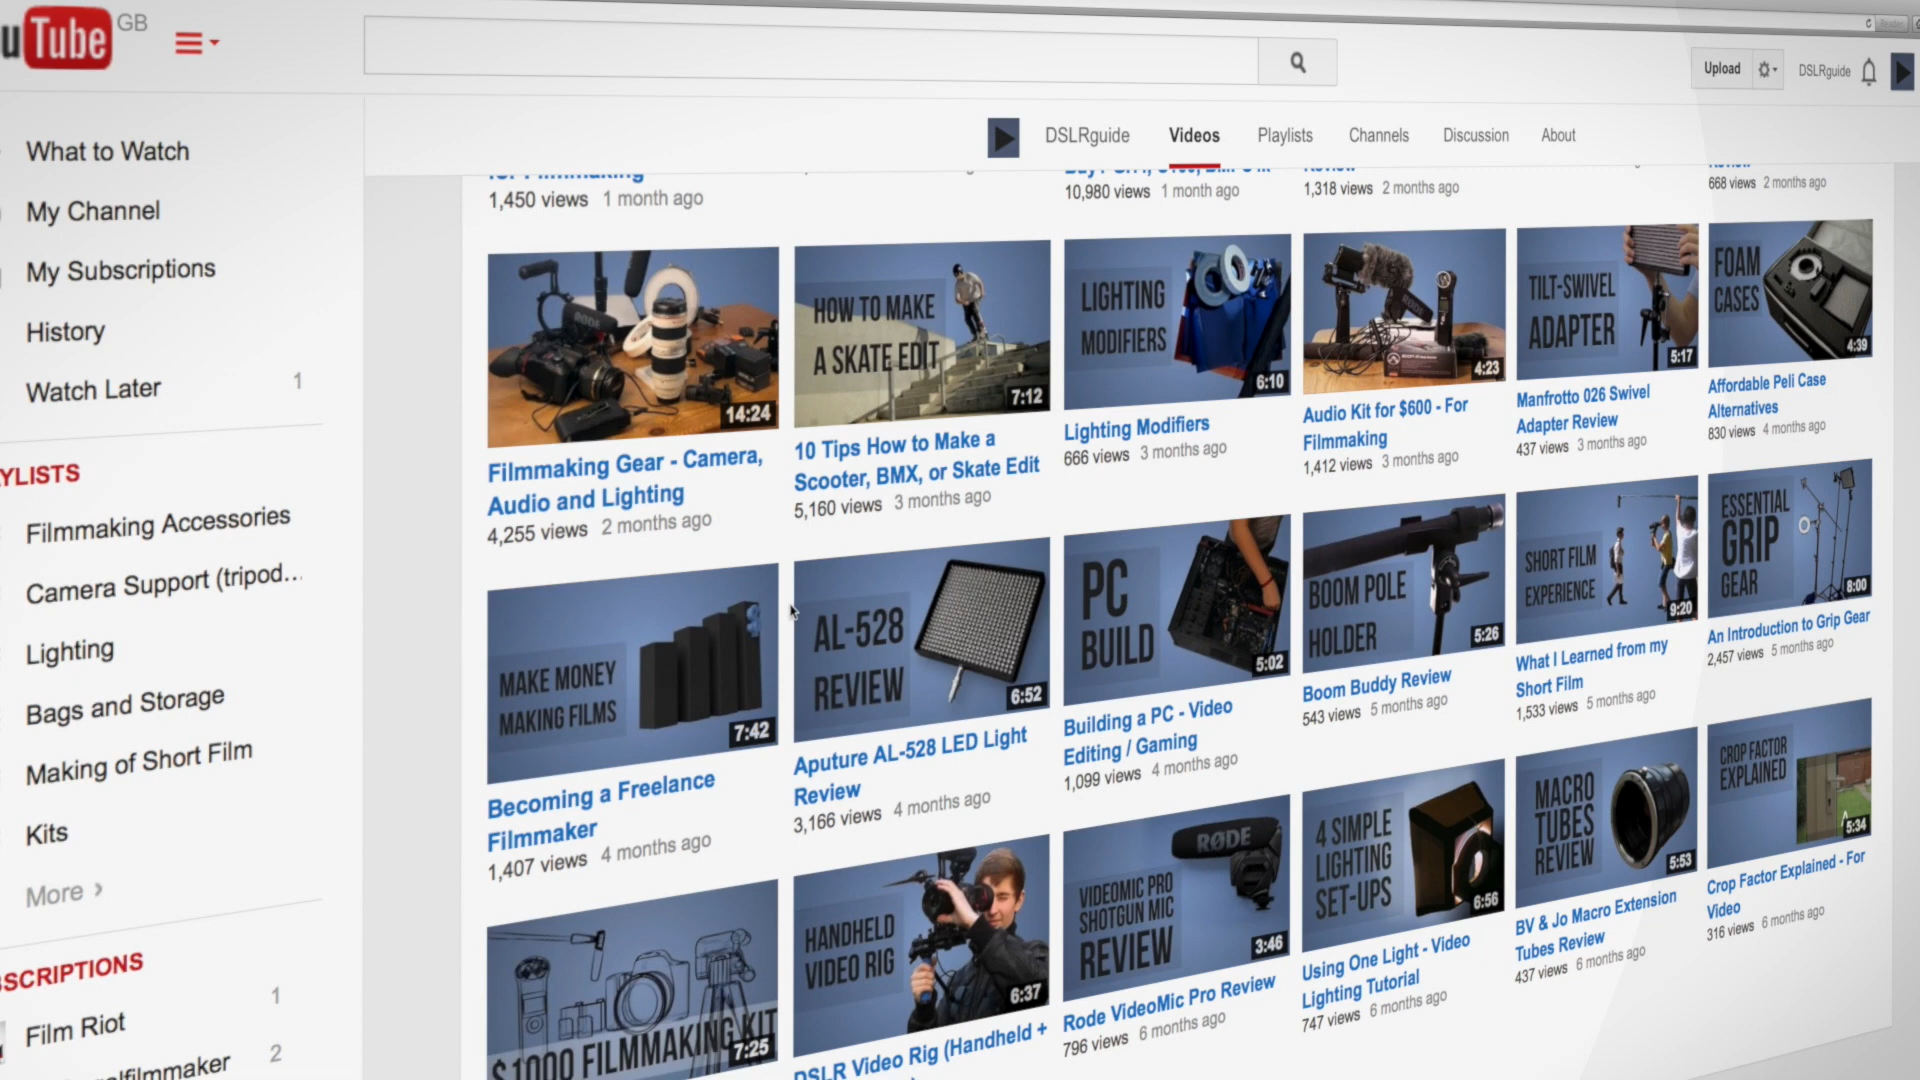 uTube GB
Upload
DSLRguide
What to Watch
My Channel
My Subscriptions
History
Watch Later 1
YLISTS
Filmmaking Accessories
Camera Support (tripod...
Lighting
Bags and Storage
Making of Short Film
Kits
More ›
SCRIPTIONS
Film Riot 1
alfilmmaker 2
DSLRguide Videos Playlists Channels Discussion About
1,450 views 1 month ago
10,980 views 1 month ago
1,318 views 2 months ago
668 views 2 months ago
RODE
14:24
Filmmaking Gear - Camera,
Audio and Lighting
4,255 views 2 months ago
HOW TO MAKE
A SKATE EDIT
7:12
10 Tips How to Make a
Scooter, BMX, or Skate Edit
5,160 views 3 months ago
LIGHTING
MODIFIERS
6:10
Lighting Modifiers
666 views 3 months ago
4:23
Audio Kit for $600 - For
Filmmaking
1,412 views 3 months ago
TILT-SWIVEL
ADAPTER
5:17
Manfrotto 026 Swivel
Adapter Review
437 views 3 months ago
FOAM
CASES
4:39
Affordable Peli Case
Alternatives
830 views 4 months ago
MAKE MONEY
MAKING FILMS
7:42
Becoming a Freelance
Filmmaker
1,407 views 4 months ago
AL-528
REVIEW
6:52
Aputure AL-528 LED Light
Review
3,166 views 4 months ago
PC
BUILD
5:02
Building a PC - Video
Editing / Gaming
1,099 views 4 months ago
BOOM POLE
HOLDER
5:26
Boom Buddy Review
543 views 5 months ago
SHORT FILM
EXPERIENCE
9:20
What I Learned from my
Short Film
1,533 views 5 months ago
ESSENTIAL
GRIP
GEAR
8:00
An Introduction to Grip Gear
2,457 views 5 months ago
$1000 FILMMAKING KIT
7:25
HANDHELD
VIDEO RIG
6:37
DSLR Video Rig (Handheld +
RØDE
VIDEOMIC PRO
SHOTGUN MIC
REVIEW
3:46
Rode VideoMic Pro Review
796 views 6 months ago
4 SIMPLE
LIGHTING
SET-UPS
6:56
Using One Light - Video
Lighting Tutorial
747 views 6 months ago
MACRO
TUBES
REVIEW
5:53
BV & Jo Macro Extension
Tubes Review
437 views 6 months ago
CROP FACTOR
EXPLAINED
5:34
Crop Factor Explained - For
Video
316 views 6 months ago